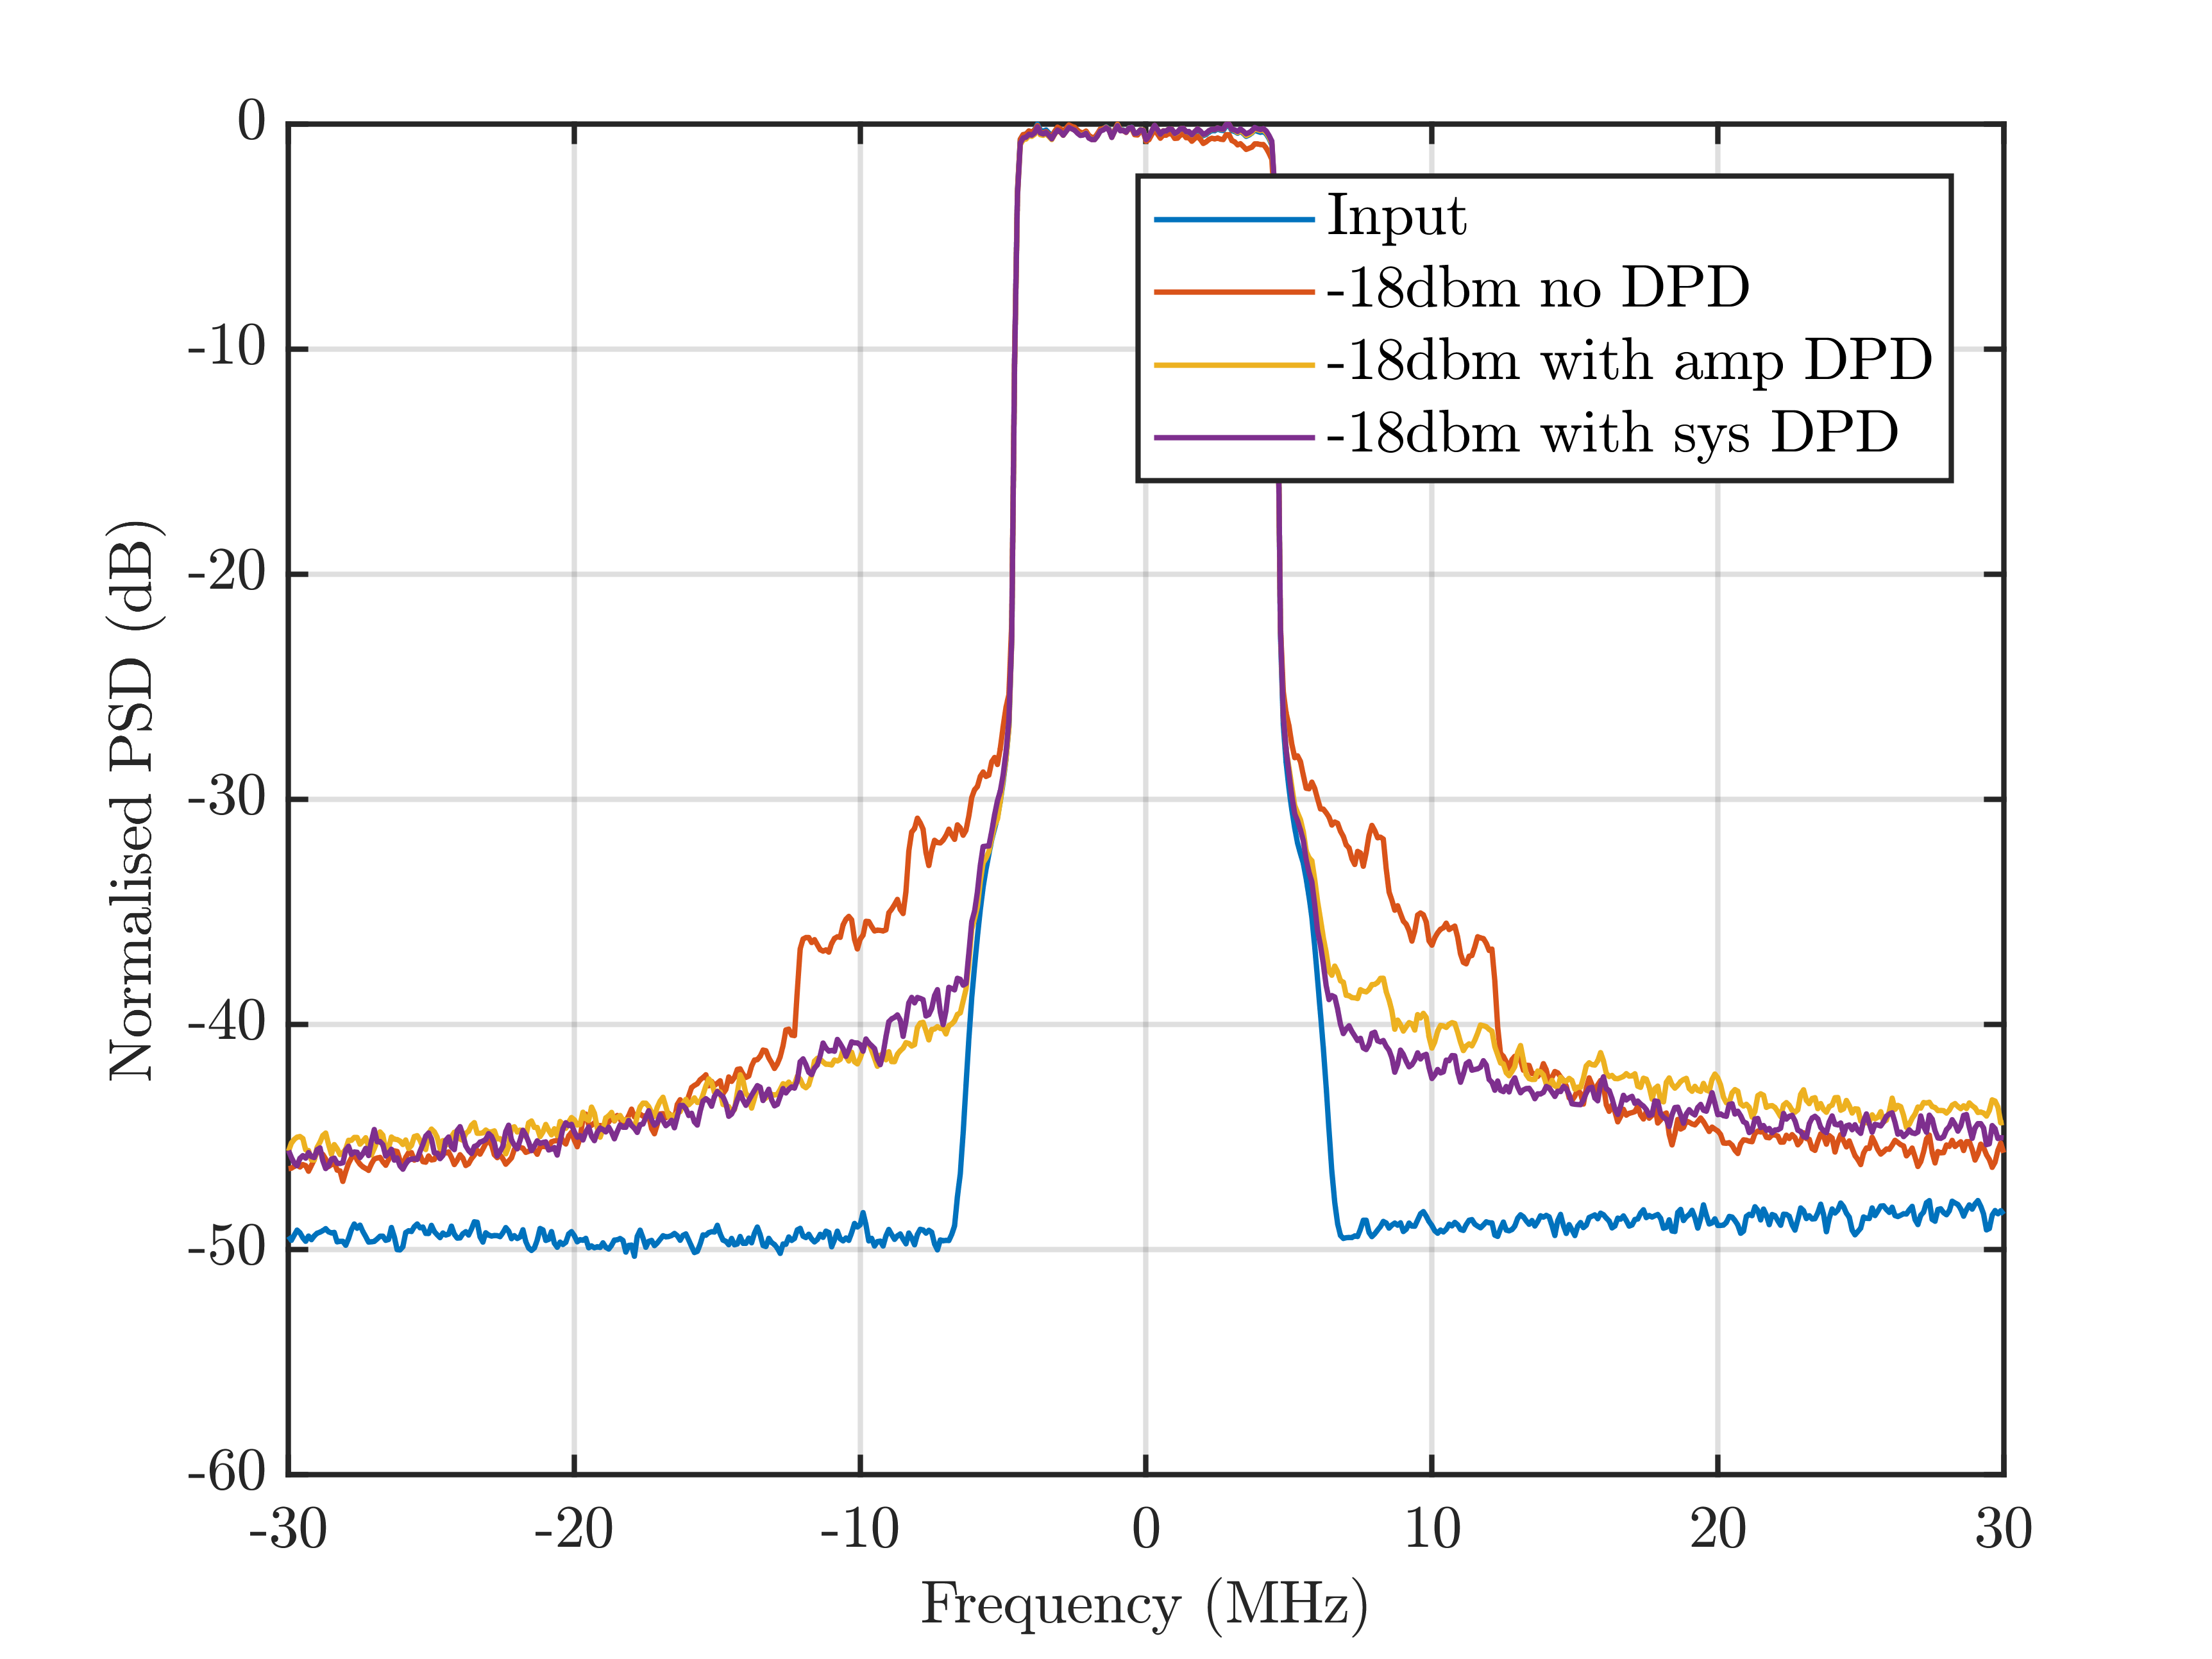 0
-10
-20
-30
-40
-50
-60
Normalised PSD (dB)
Input
-18dbm no DPD
-18dbm with amp DPD
-18dbm with sys DPD
-30
-20
-10
0
10
20
30
Frequency (MHz)